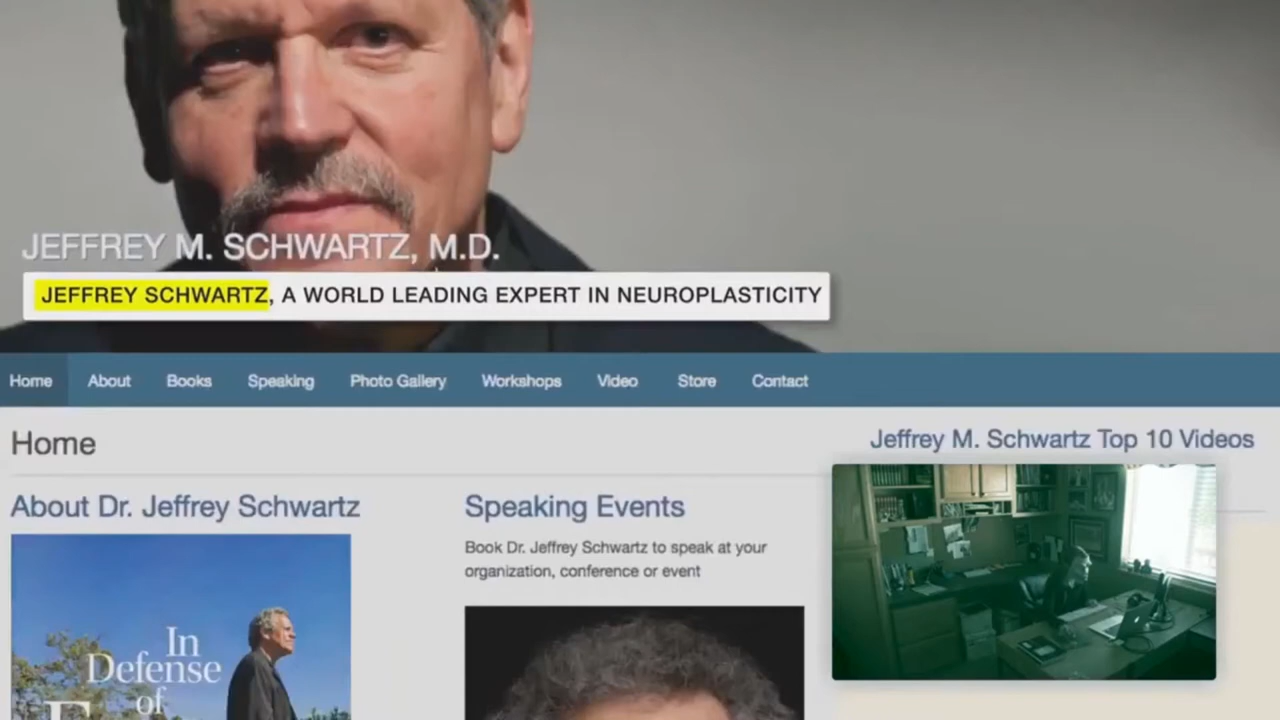 JEFFREY M. SCHWARTZ, M.D.
JEFFREY SCHWARTZ, A WORLD LEADING EXPERT IN NEUROPLASTICITY
Home About Books Speaking Photo Gallery Workshops Video Store Contact
Home
Jeffrey M. Schwartz Top 10 Videos
About Dr. Jeffrey Schwartz
Speaking Events
Book Dr. Jeffrey Schwartz to speak at your
organization, conference or event
In
Defense
of